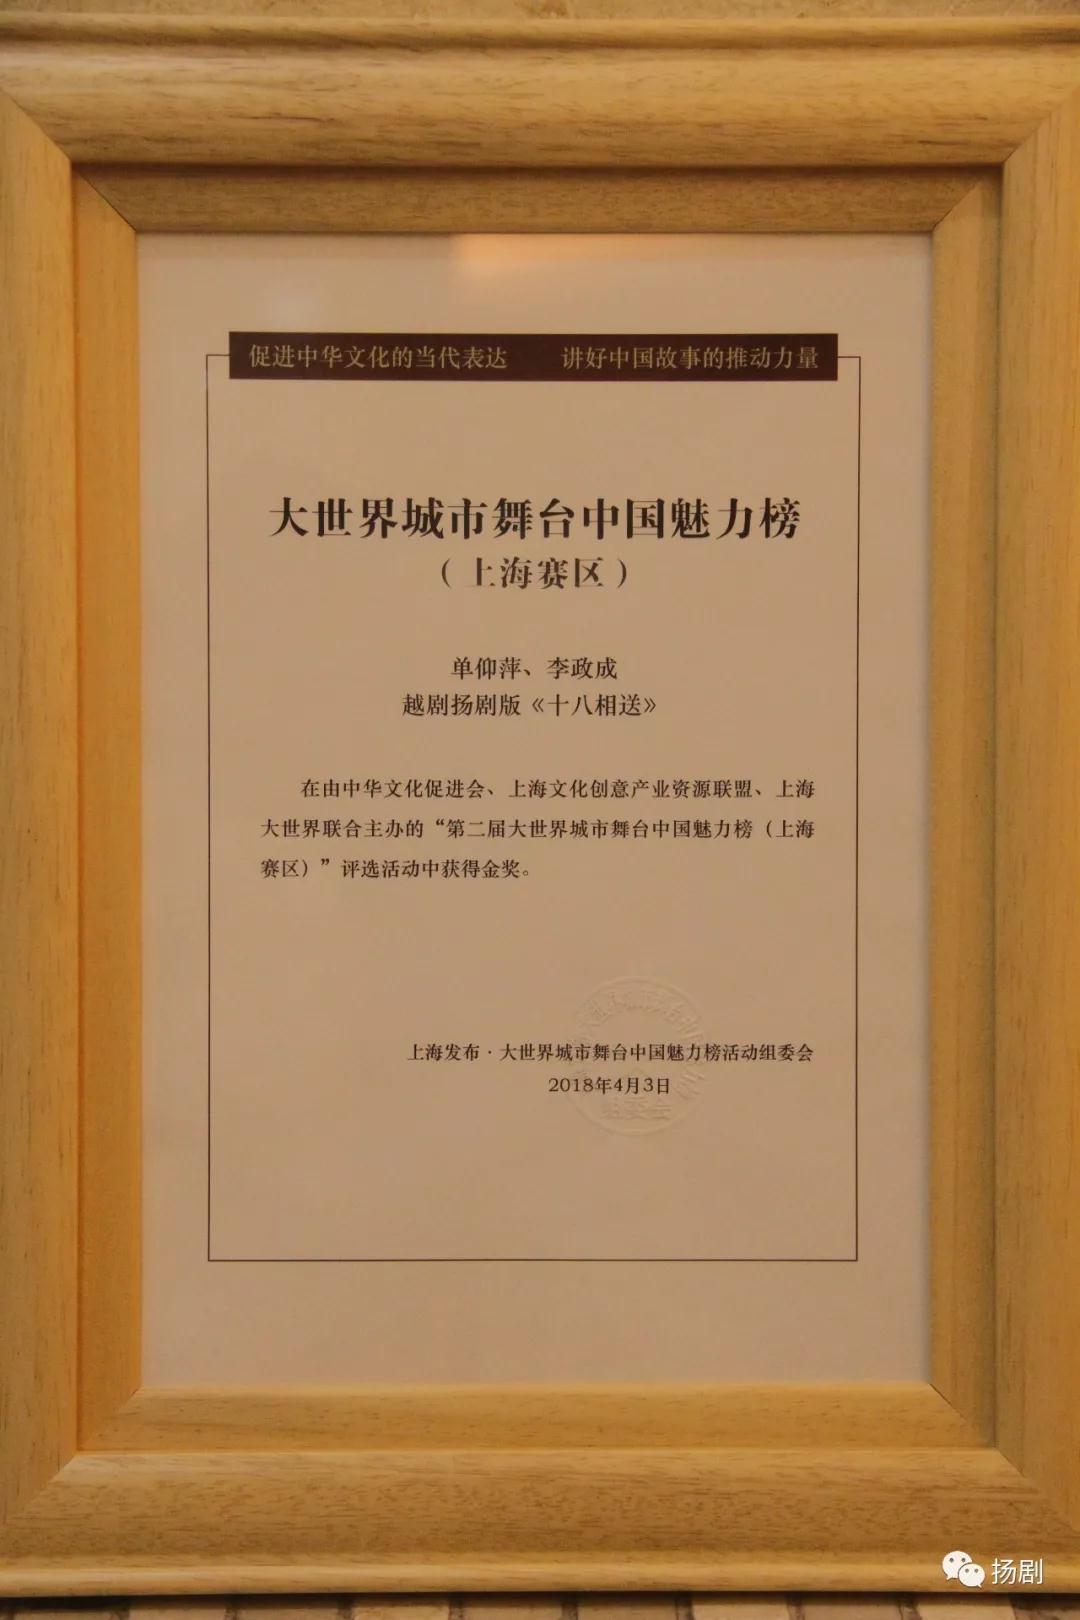 促进中华文化的当代表达 讲好中国故事的推动力量
大世界城市舞台中国魅力榜
（上海赛区）
单仰萍、李政成
越剧扬剧版《十八相送》
在由中华文化促进会、上海文化创意产业资源联盟、上海
大世界联合主办的“第二届大世界城市舞台中国魅力榜（上海
赛区）”评选活动中获得金奖。
上海发布·大世界城市舞台中国魅力榜活动组委会
2018年4月3日
组委会
扬剧